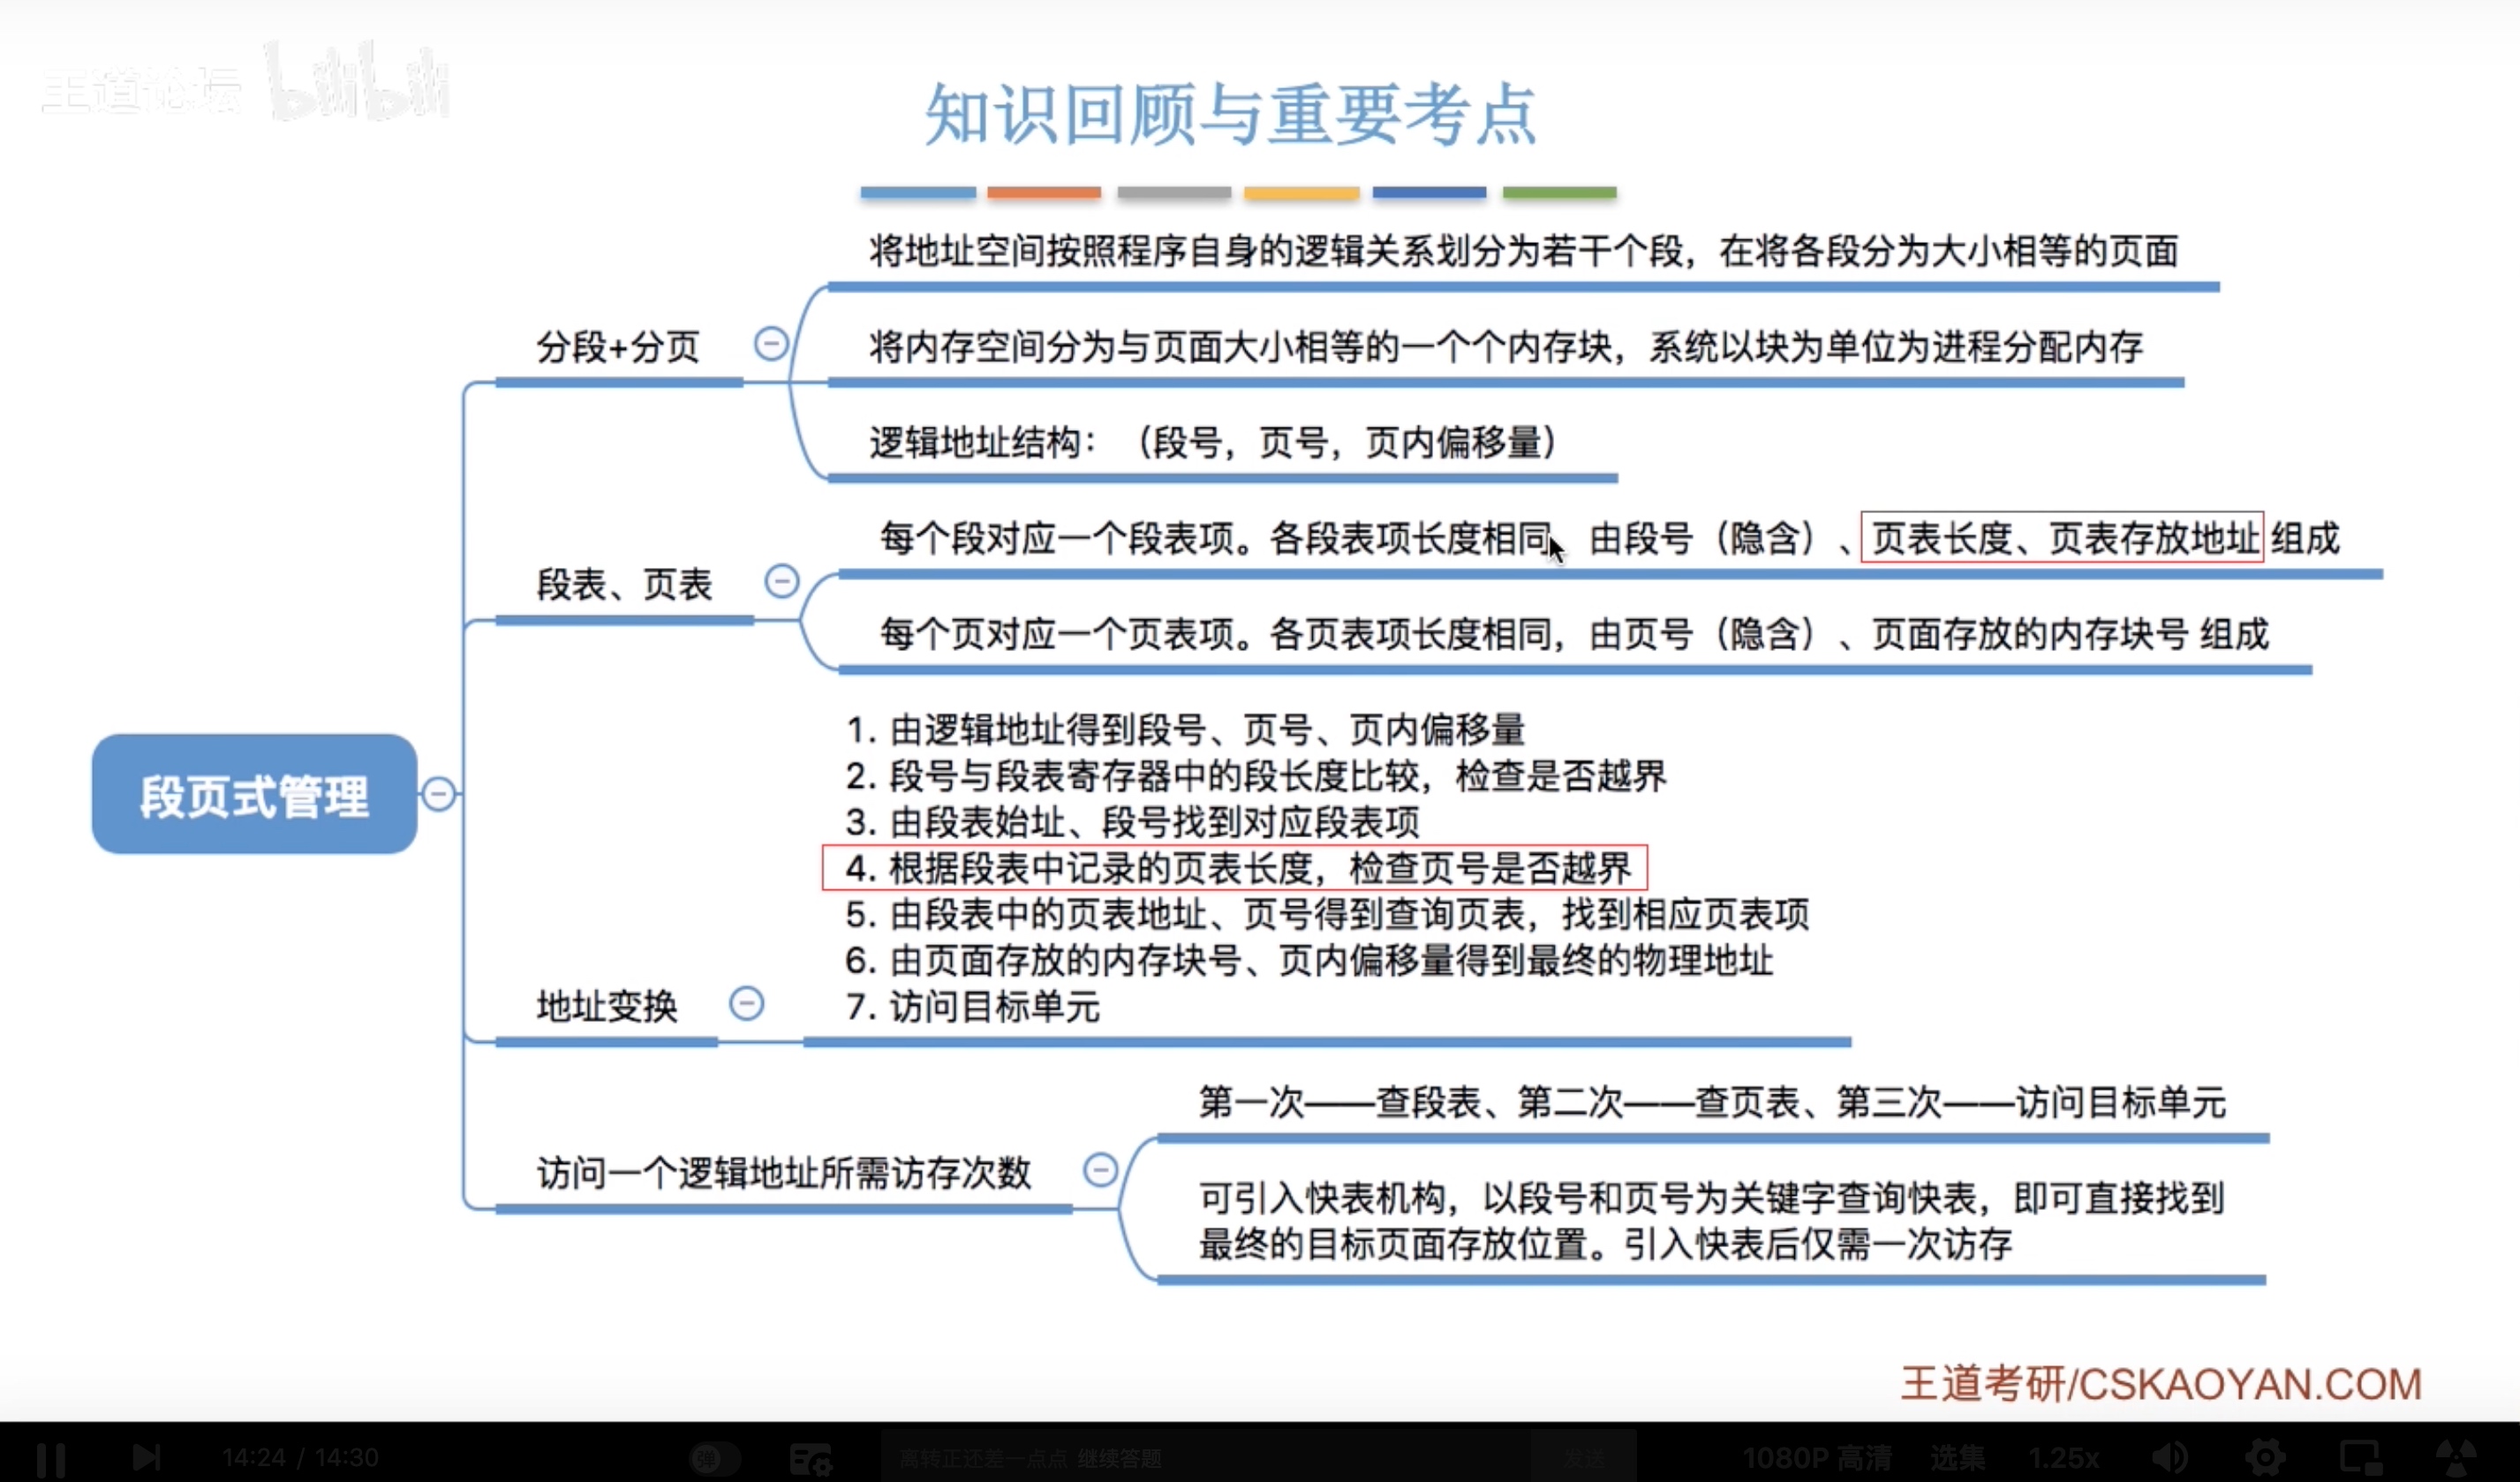 王道论坛 bilibili
知识回顾与重要考点
将地址空间按照程序自身的逻辑关系划分为若干个段，在将各段分为大小相等的页面
分段+分页
将内存空间分为与页面大小相等的一个个内存块，系统以块为单位为进程分配内存
逻辑地址结构：（段号，页号，页内偏移量）
每个段对应一个段表项。各段表项长度相同，由段号（隐含）、页表长度、页表存放地址 组成
段表、页表
每个页对应一个页表项。各页表项长度相同，由页号（隐含）、页面存放的内存块号 组成
段页式管理
1. 由逻辑地址得到段号、页号、页内偏移量
2. 段号与段表寄存器中的段长度比较，检查是否越界
3. 由段表始址、段号找到对应段表项
4. 根据段表中记录的页表长度，检查页号是否越界
5. 由段表中的页表地址、页号得到查询页表，找到相应页表项
6. 由页面存放的内存块号、页内偏移量得到最终的物理地址
7. 访问目标单元
地址变换
第一次——查段表、第二次——查页表、第三次——访问目标单元
访问一个逻辑地址所需访存次数
可引入快表机构，以段号和页号为关键字查询快表，即可直接找到
最终的目标页面存放位置。引入快表后仅需一次访存
王道考研/CSKAOYAN.COM
14:24 / 14:30
弹
离转正还差一点点 继续答题
发送
1080P 高清
选集
1.25x